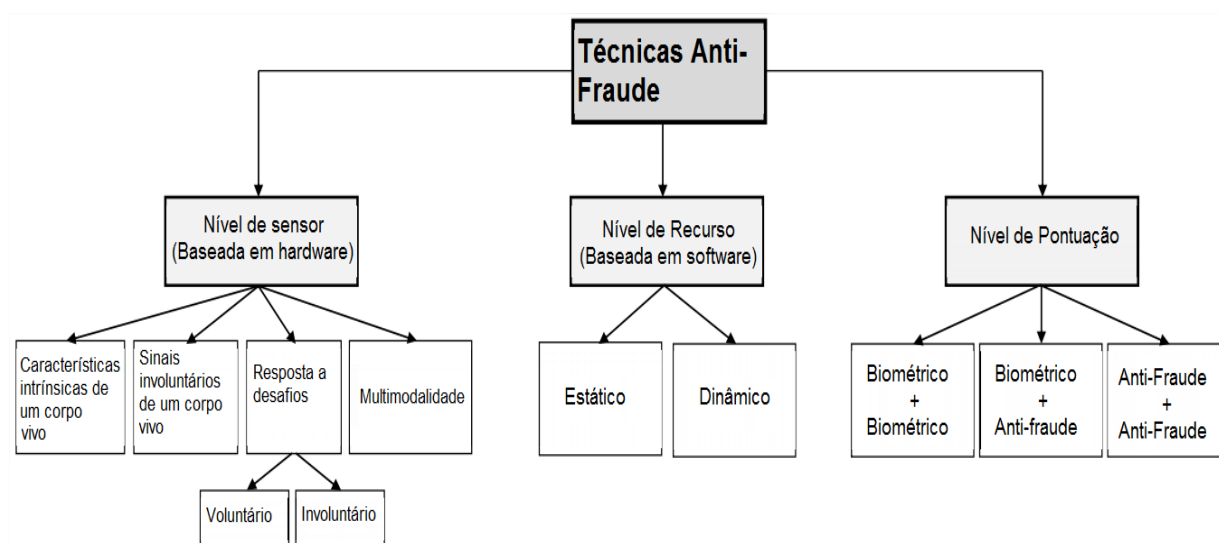 Técnicas Anti-
Fraude
Nível de sensor
(Baseada em hardware)
Nível de Recurso
(Baseada em software)
Nível de Pontuação
Características
intrínsicas de
um corpo
vivo
Sinais
involuntários
de um corpo
vivo
Resposta a
desafios
Multimodalidade
Estático
Dinâmico
Biométrico
+
Biométrico
Biométrico
+
Anti-fraude
Anti-Fraude
+
Anti-Fraude
Voluntário
Involuntário